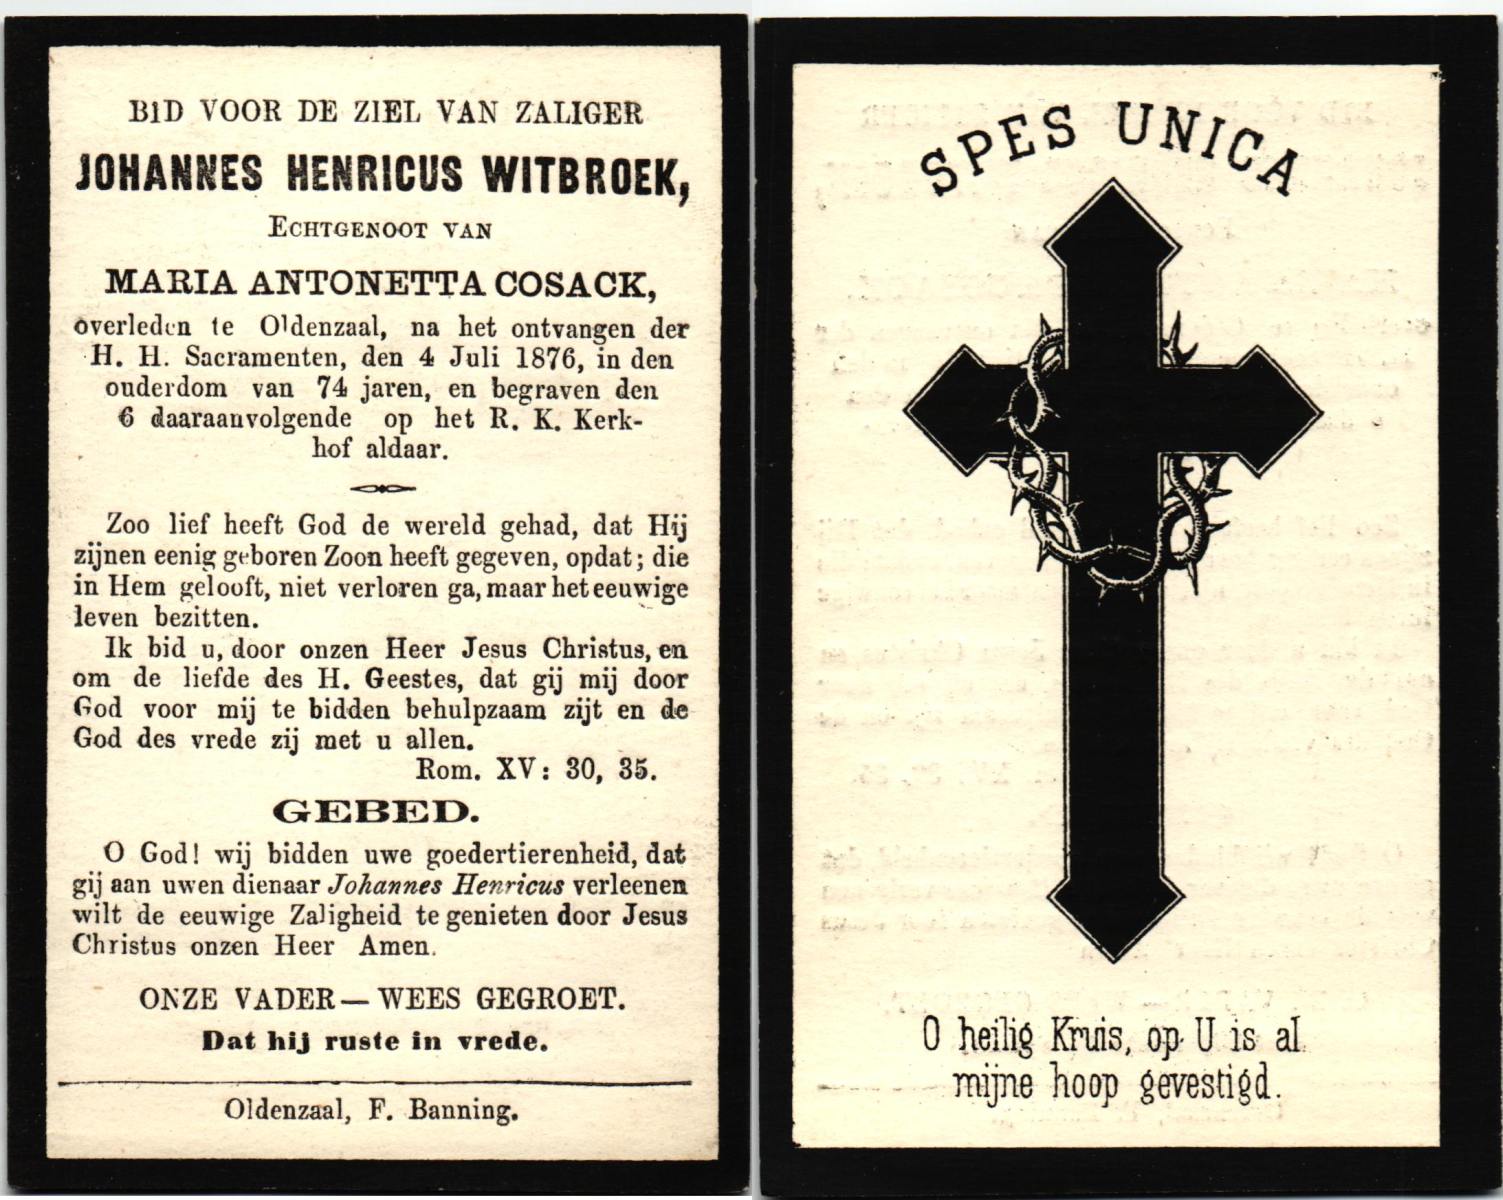 BID VOOR DE ZIEL VAN ZALIGER
JOHANNES HENRICUS WITBROEK,
ECHTGENOOT VAN
MARIA ANTONETTA COSACK,
overleden te Oldenzaal, na het ontvangen der
H. H. Sacramenten, den 4 Juli 1876, in den
ouderdom van 74 jaren, en begraven den
6 daaraanvolgende op het R. K. Kerk-
hof aldaar.
Zoo lief heeft God de wereld gehad, dat Hij
zijnen eenig geboren Zoon heeft gegeven, opdat; die
in Hem gelooft, niet verloren ga, maar het eeuwige
leven bezitten.
Ik bid u, door onzen Heer Jesus Christus, en
om de liefde des H. Geestes, dat gij mij door
God voor mij te bidden behulpzaam zijt en de
God des vrede zij met u allen.
Rom. XV: 30, 35.
GEBED.
O God! wij bidden uwe goedertierenheid, dat
gij aan uwen dienaar Johannes Henricus verleenen
wilt de eeuwige Zaligheid te genieten door Jesus
Christus onzen Heer Amen.
ONZE VADER — WEES GEGROET.
Dat hij ruste in vrede.
Oldenzaal, F. Banning.
SPES UNICA
O heilig Kruis, op U is al
mijne hoop gevestigd.